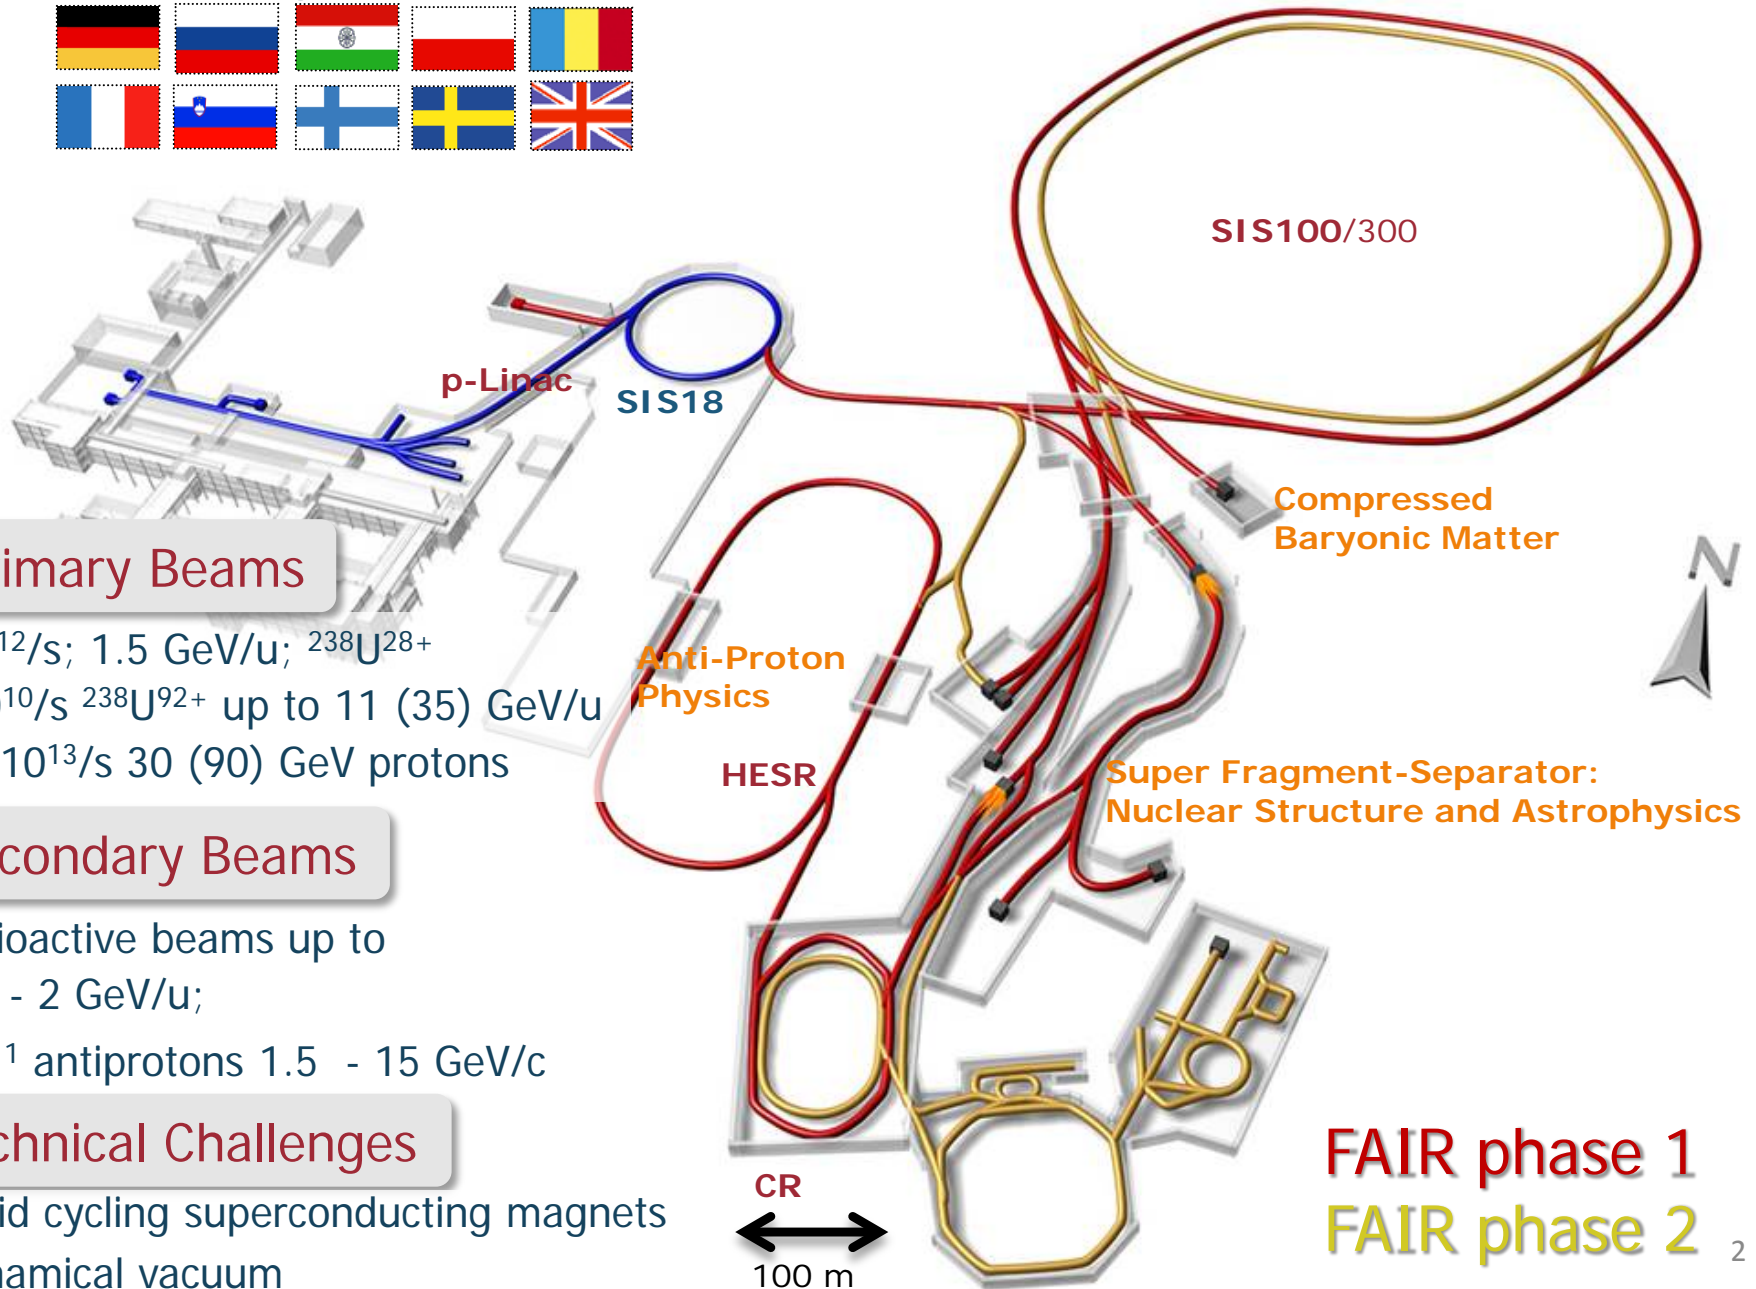 SIS100/300
p-Linac
SIS18
Compressed
Baryonic Matter
N
imary Beams
12/s; 1.5 GeV/u; 238U28+
10/s 238U92+ up to 11 (35) GeV/u
1013/s 30 (90) GeV protons
Anti-Proton
Physics
HESR
Super Fragment-Separator:
Nuclear Structure and Astrophysics
condary Beams
ioactive beams up to
- 2 GeV/u;
1 antiprotons 1.5 - 15 GeV/c
chnical Challenges
id cycling superconducting magnets
namical vacuum
CR
100 m
FAIR phase 1
FAIR phase 2
2